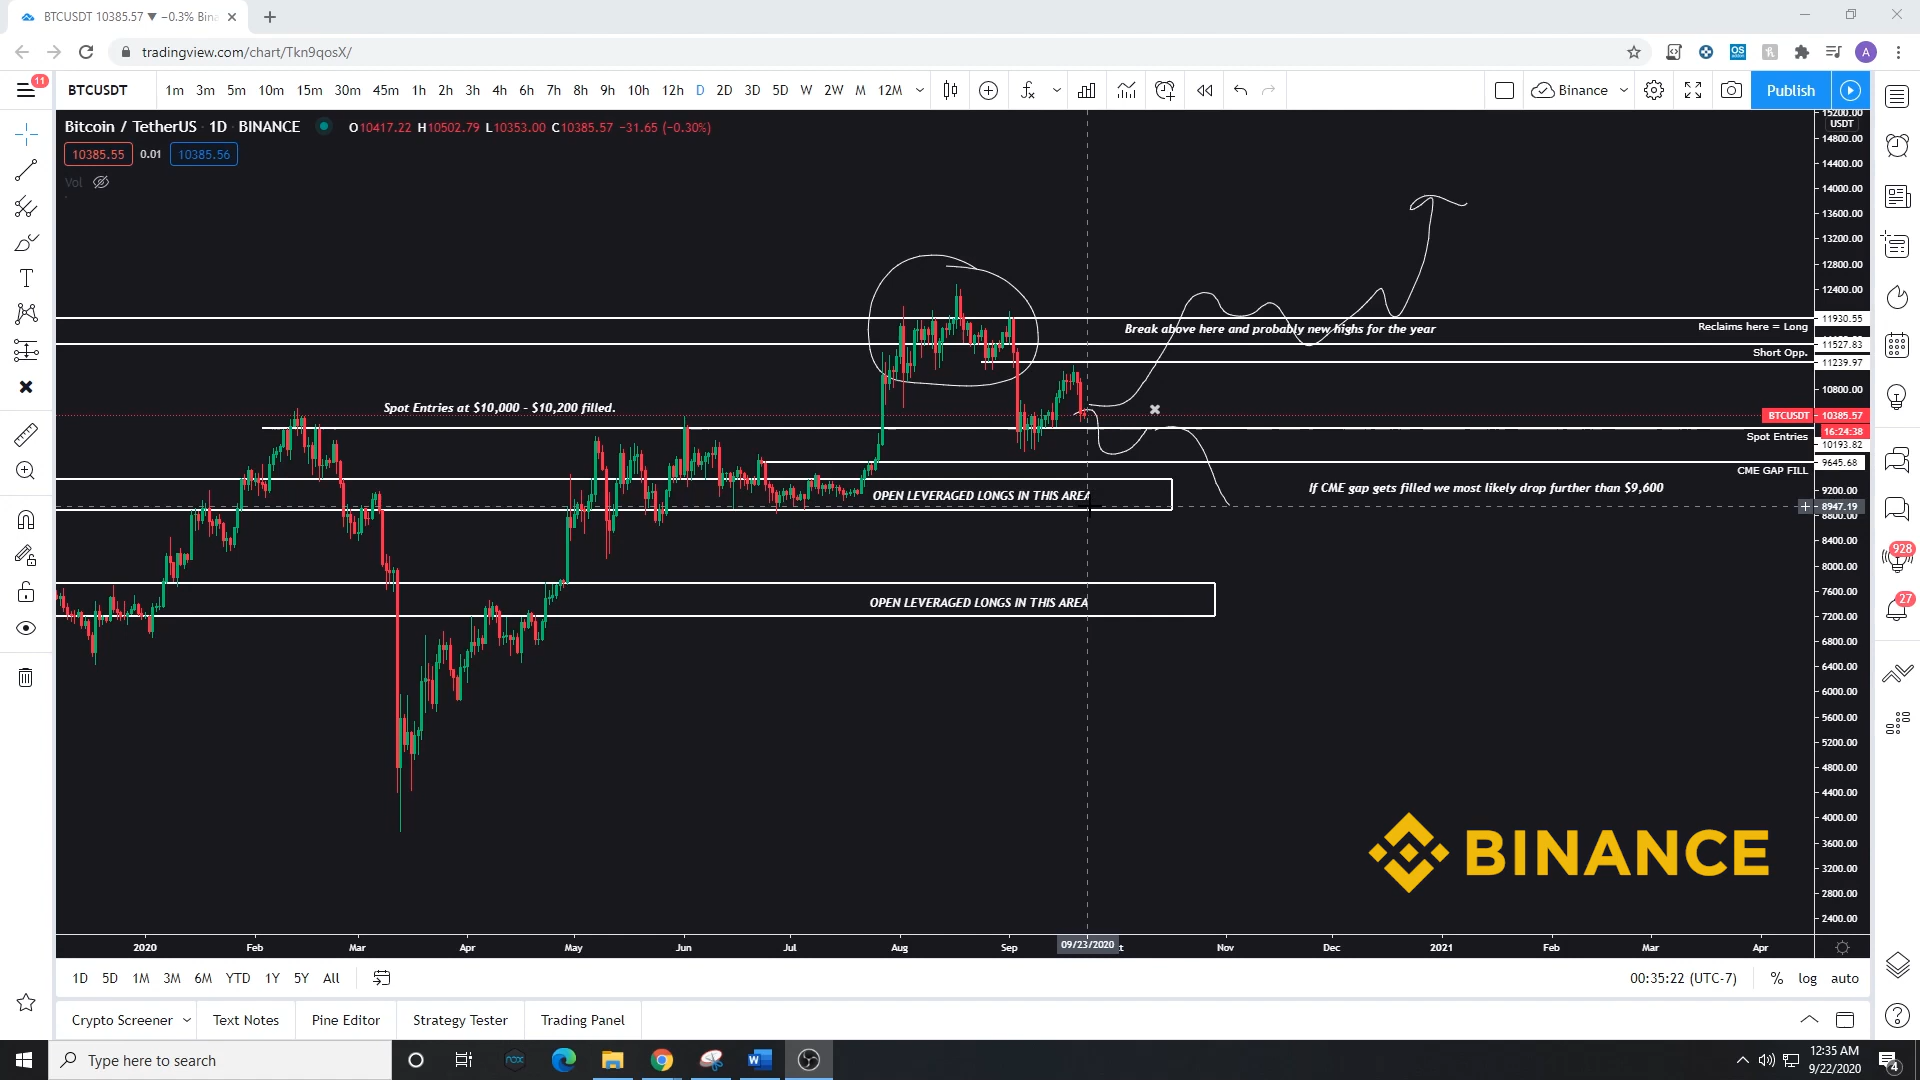 BTCUSDT 10385.57 ▼ −0.3% Bina
tradingview.com/chart/Tkn9qosX/
11
BTCUSDT 1m 3m 5m 10m 15m 30m 45m 1h 2h 3h 4h 6h 7h 8h 9h 10h 12h D 2D 3D 5D W 2W M 12M Binance Publish
Bitcoin / TetherUS · 1D · BINANCE O10417.22 H10502.79 L10353.00 C10385.57 −31.65 (−0.30%)
10385.55 0.01 10385.56
Vol
15200.00
USDT
14800.00
14400.00
14000.00
13600.00
13200.00
12800.00
12400.00
11930.55
Break above here and probably new highs for the year
Reclaims here = Long
11527.83
Short Opp.
11239.97
10800.00
Spot Entries at $10,000 - $10,200 filled.
BTCUSDT 10385.57
16:24:38
Spot Entries
10193.82
9645.68
CME GAP FILL
If CME gap gets filled we most likely drop further than $9,600
9200.00
OPEN LEVERAGED LONGS IN THIS AREA
8947.19
8800.00
8400.00
8000.00
7600.00
OPEN LEVERAGED LONGS IN THIS AREA
7200.00
6800.00
6400.00
6000.00
5600.00
5200.00
4800.00
4400.00
4000.00
3600.00
3200.00
2800.00
2400.00
BINANCE
928
27
2020 Feb Mar Apr May Jun Jul Aug Sep 09/23/2020 Nov Dec 2021 Feb Mar Apr
1D 5D 1M 3M 6M YTD 1Y 5Y All 00:35:22 (UTC-7) % log auto
Crypto Screener Text Notes Pine Editor Strategy Tester Trading Panel
Type here to search
12:35 AM
9/22/2020
4